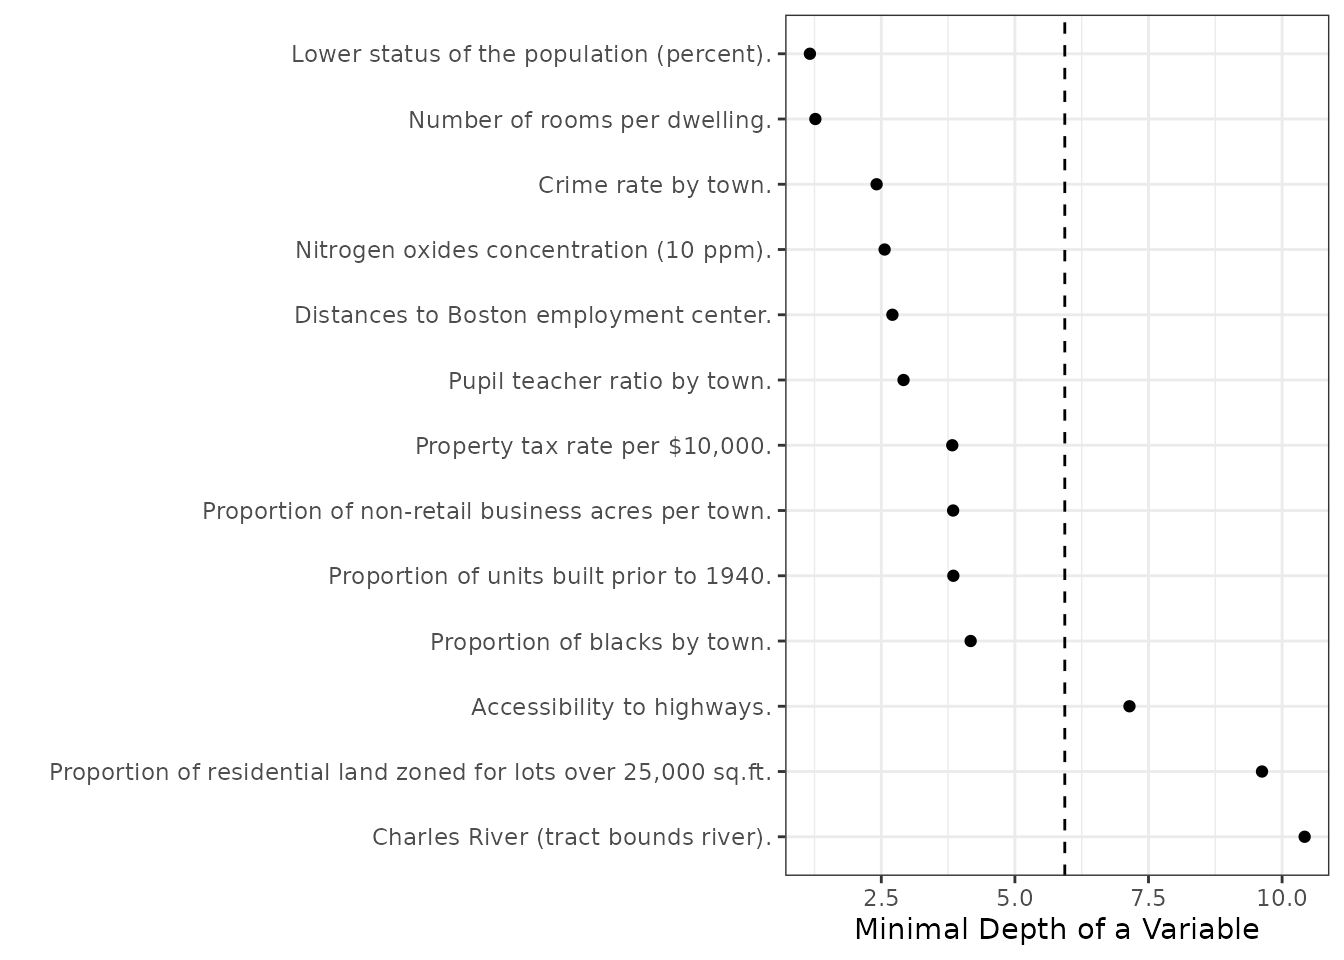 Lower status of the population (percent).
Number of rooms per dwelling.
Crime rate by town.
Nitrogen oxides concentration (10 ppm).
Distances to Boston employment center.
Pupil teacher ratio by town.
Property tax rate per $10,000.
Proportion of non-retail business acres per town.
Proportion of units built prior to 1940.
Proportion of blacks by town.
Accessibility to highways.
Proportion of residential land zoned for lots over 25,000 sq.ft.
Charles River (tract bounds river).
2.5 5.0 7.5 10.0
Minimal Depth of a Variable